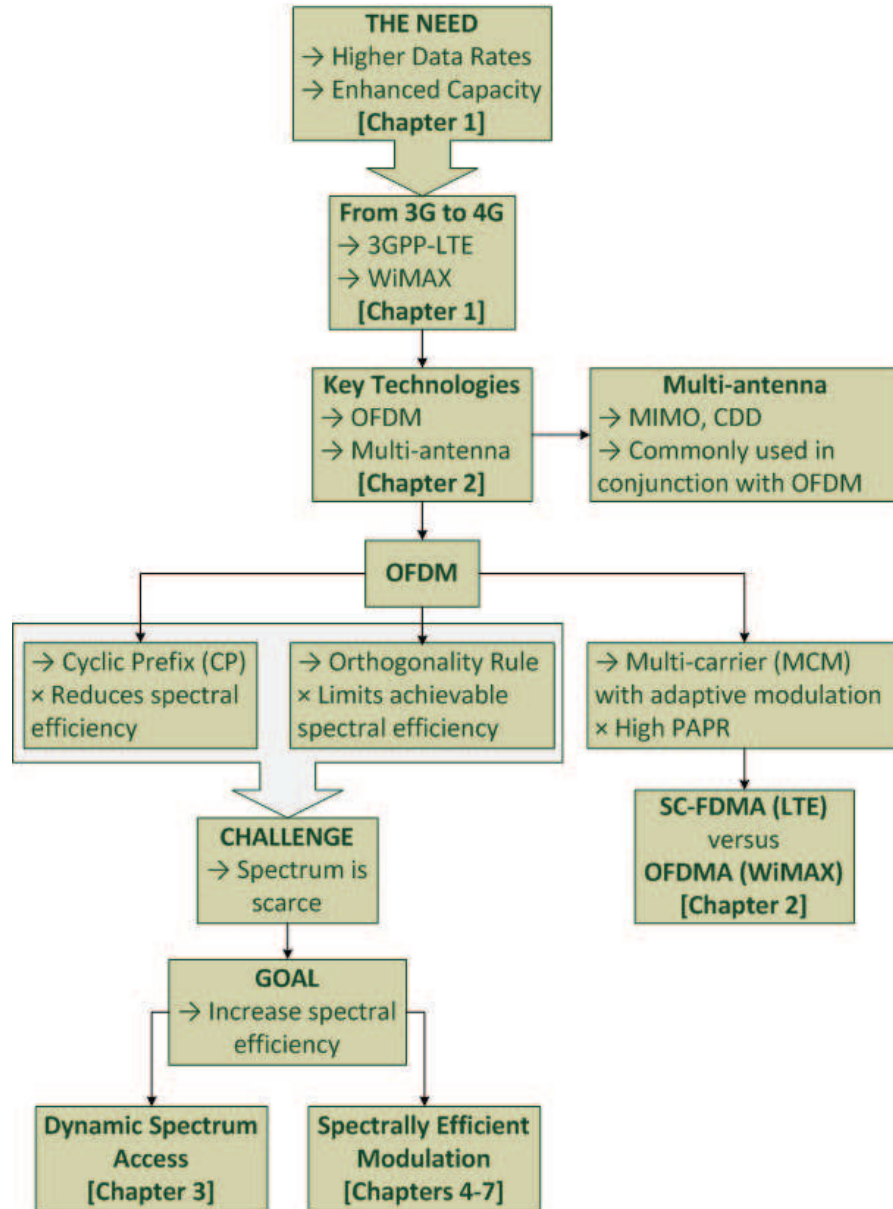 THE NEED
→ Higher Data Rates
→ Enhanced Capacity
[Chapter 1]
From 3G to 4G
→ 3GPP-LTE
→ WiMAX
[Chapter 1]
Key Technologies
→ OFDM
→ Multi-antenna
[Chapter 2]
Multi-antenna
→ MIMO, CDD
→ Commonly used in
conjunction with OFDM
OFDM
→ Cyclic Prefix (CP)
× Reduces spectral
efficiency
→ Orthogonality Rule
× Limits achievable
spectral efficiency
→ Multi-carrier (MCM)
with adaptive modulation
× High PAPR
SC-FDMA (LTE)
versus
OFDMA (WiMAX)
[Chapter 2]
CHALLENGE
→ Spectrum is
scarce
GOAL
→ Increase spectral
efficiency
Dynamic Spectrum
Access
[Chapter 3]
Spectrally Efficient
Modulation
[Chapters 4-7]